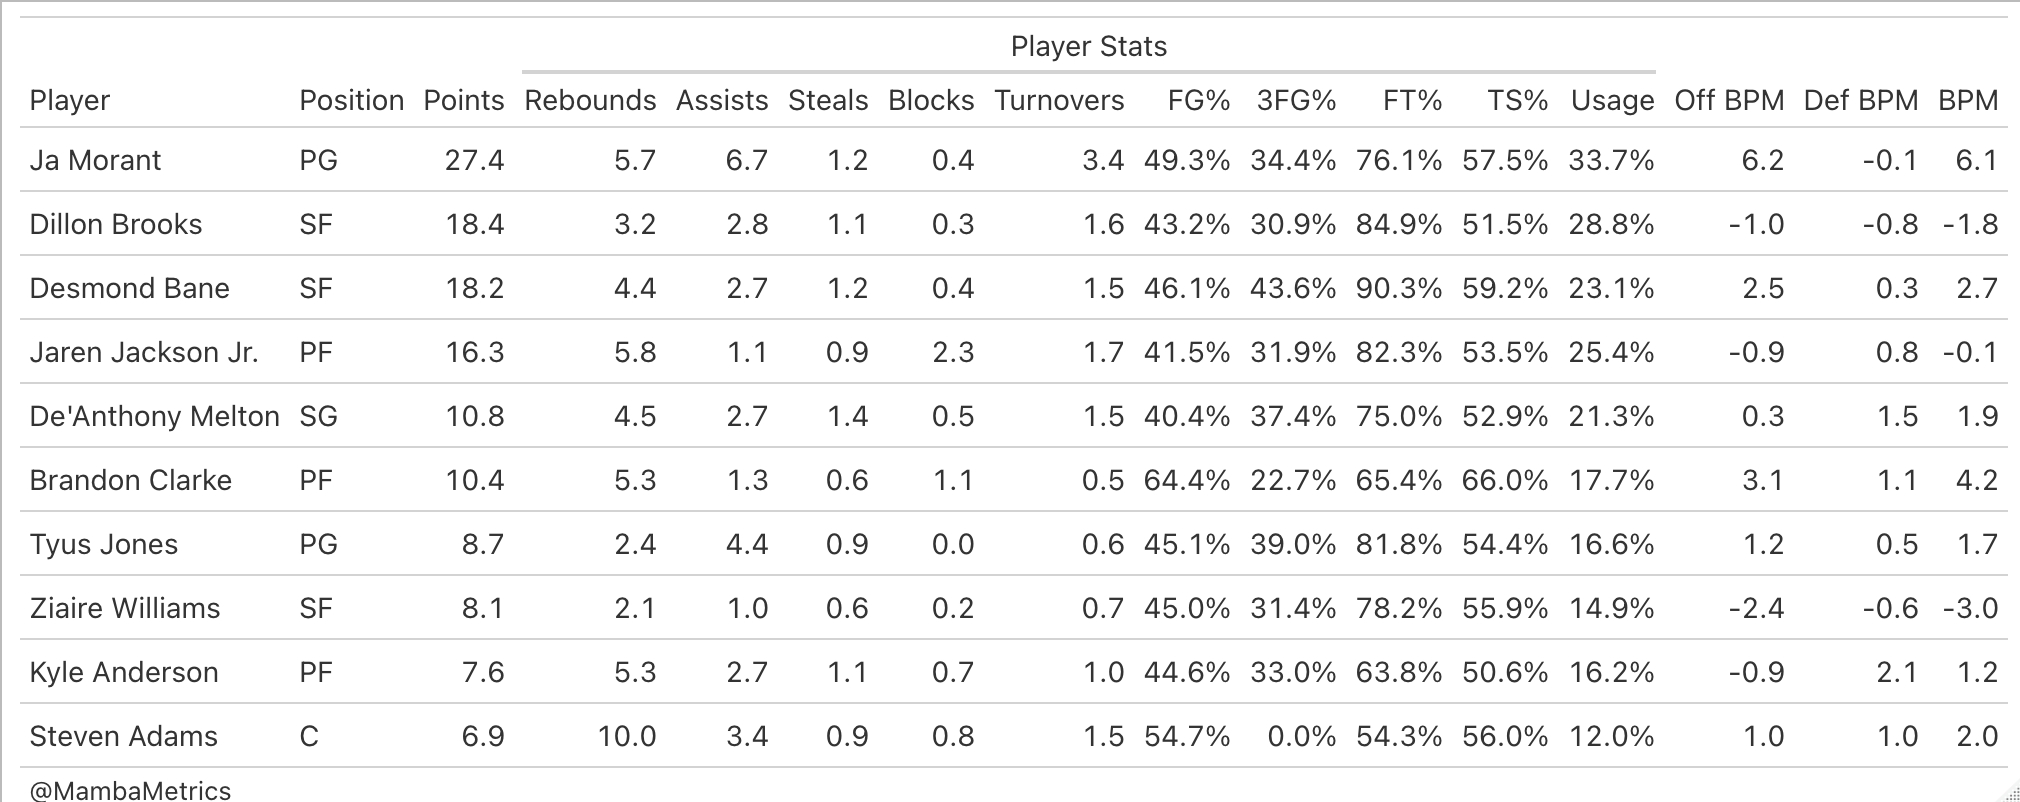 Player Stats
Player Position Points Rebounds Assists Steals Blocks Turnovers FG% 3FG% FT% TS% Usage Off BPM Def BPM BPM
Ja Morant PG 27.4 5.7 6.7 1.2 0.4 3.4 49.3% 34.4% 76.1% 57.5% 33.7% 6.2 -0.1 6.1
Dillon Brooks SF 18.4 3.2 2.8 1.1 0.3 1.6 43.2% 30.9% 84.9% 51.5% 28.8% -1.0 -0.8 -1.8
Desmond Bane SF 18.2 4.4 2.7 1.2 0.4 1.5 46.1% 43.6% 90.3% 59.2% 23.1% 2.5 0.3 2.7
Jaren Jackson Jr. PF 16.3 5.8 1.1 0.9 2.3 1.7 41.5% 31.9% 82.3% 53.5% 25.4% -0.9 0.8 -0.1
De'Anthony Melton SG 10.8 4.5 2.7 1.4 0.5 1.5 40.4% 37.4% 75.0% 52.9% 21.3% 0.3 1.5 1.9
Brandon Clarke PF 10.4 5.3 1.3 0.6 1.1 0.5 64.4% 22.7% 65.4% 66.0% 17.7% 3.1 1.1 4.2
Tyus Jones PG 8.7 2.4 4.4 0.9 0.0 0.6 45.1% 39.0% 81.8% 54.4% 16.6% 1.2 0.5 1.7
Ziaire Williams SF 8.1 2.1 1.0 0.6 0.2 0.7 45.0% 31.4% 78.2% 55.9% 14.9% -2.4 -0.6 -3.0
Kyle Anderson PF 7.6 5.3 2.7 1.1 0.7 1.0 44.6% 33.0% 63.8% 50.6% 16.2% -0.9 2.1 1.2
Steven Adams C 6.9 10.0 3.4 0.9 0.8 1.5 54.7% 0.0% 54.3% 56.0% 12.0% 1.0 1.0 2.0
@MambaMetrics